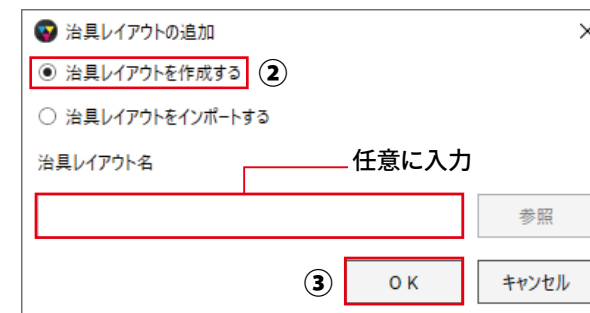 治具レイアウトの追加
治具レイアウトを作成する ②
治具レイアウトをインポートする
治具レイアウト名 任意に入力
参照
③ OK キャンセル